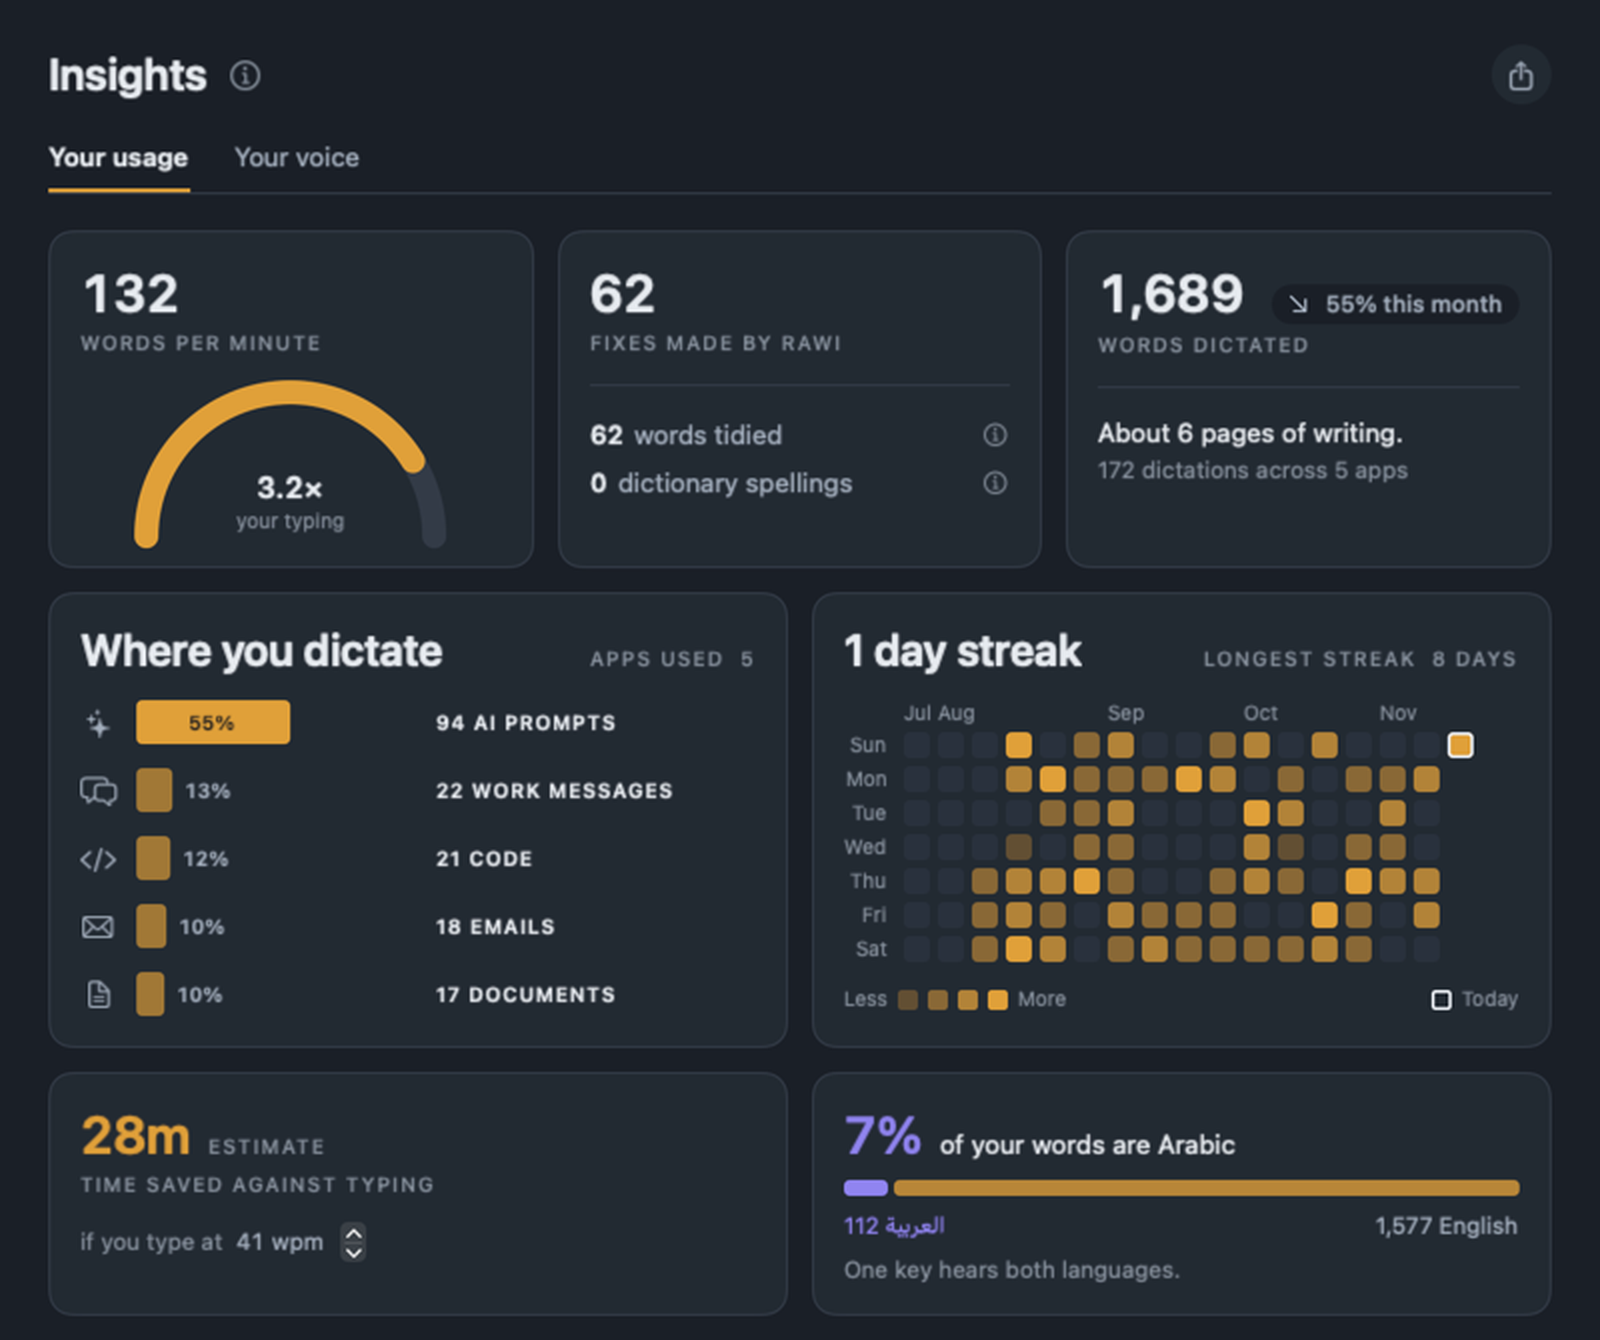 Insights
Your usage
Your voice
132
WORDS PER MINUTE
3.2×
your typing
62
FIXES MADE BY RAWI
62 words tidied
0 dictionary spellings
1,689
55% this month
WORDS DICTATED
About 6 pages of writing.
172 dictations across 5 apps
Where you dictate
APPS USED 5
55% 94 AI PROMPTS
13% 22 WORK MESSAGES
12% 21 CODE
10% 18 EMAILS
10% 17 DOCUMENTS
1 day streak
LONGEST STREAK 8 DAYS
Jul Aug Sep Oct Nov
Sun
Mon
Tue
Wed
Thu
Fri
Sat
Less More
Today
28m ESTIMATE
TIME SAVED AGAINST TYPING
if you type at 41 wpm
7% of your words are Arabic
112 العربية
1,577 English
One key hears both languages.